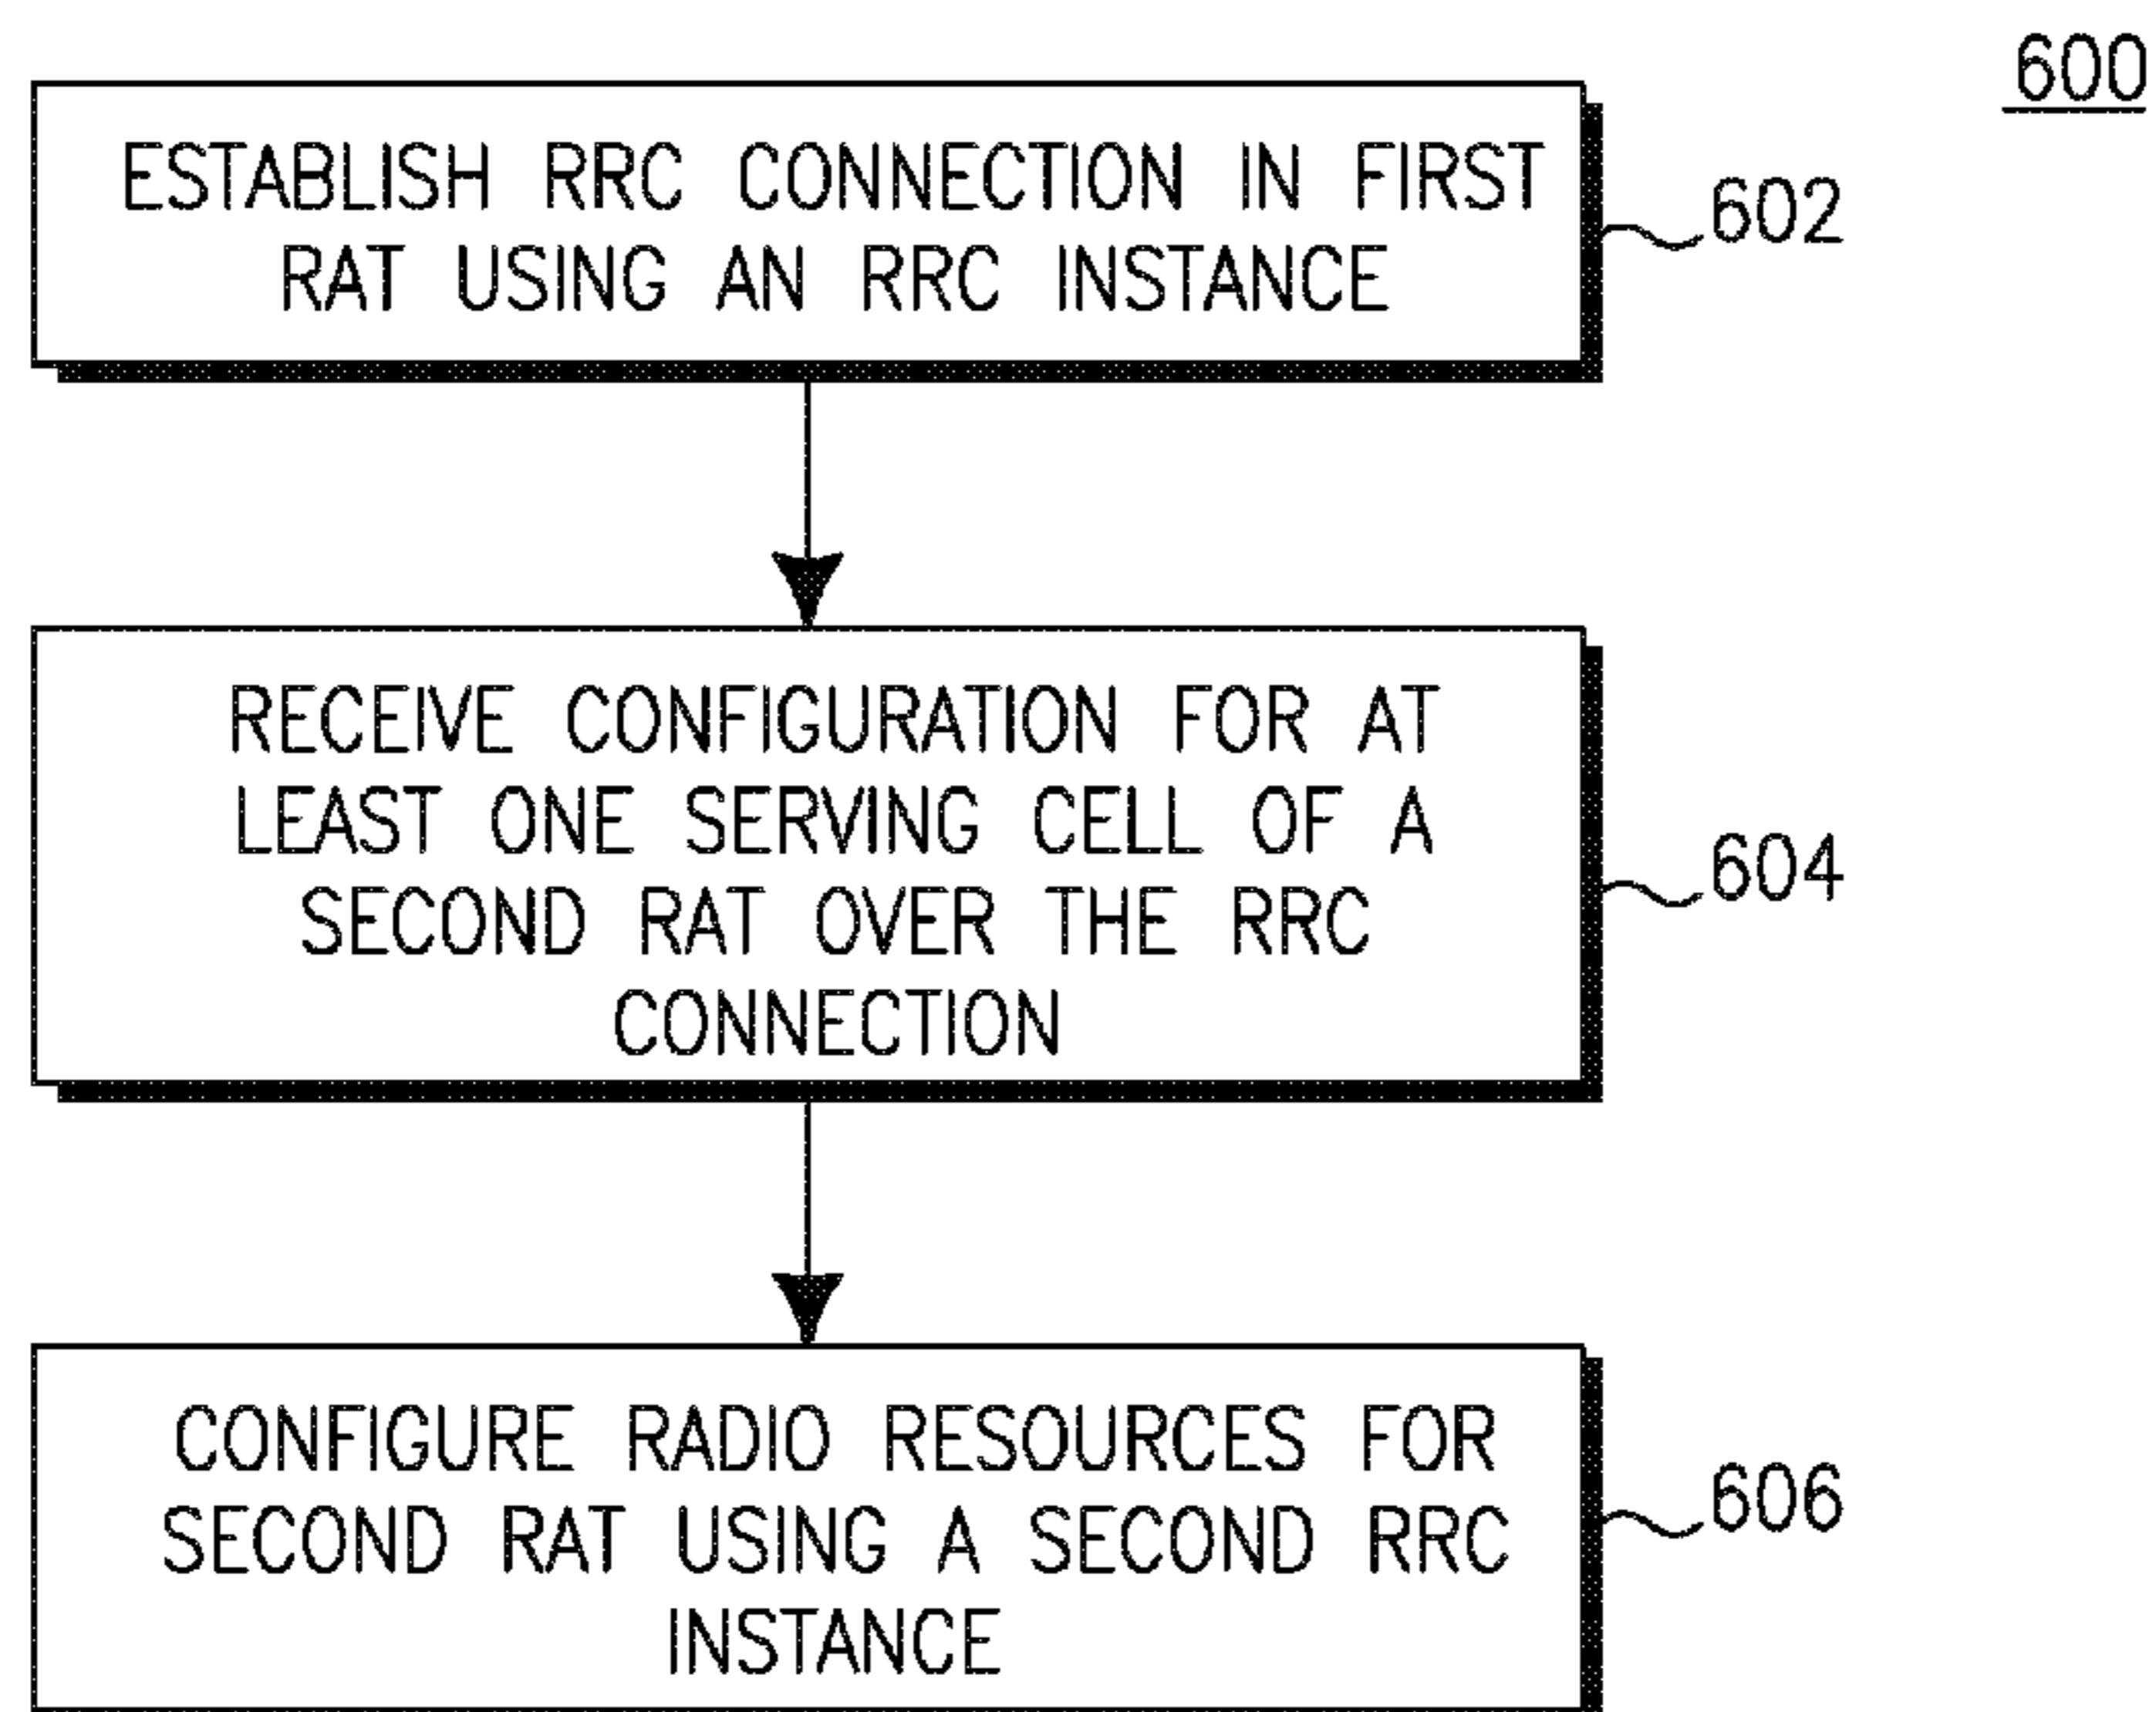 600
ESTABLISH RRC CONNECTION IN FIRST
RAT USING AN RRC INSTANCE
602
RECEIVE CONFIGURATION FOR AT
LEAST ONE SERVING CELL OF A
SECOND RAT OVER THE RRC
CONNECTION
604
CONFIGURE RADIO RESOURCES FOR
SECOND RAT USING A SECOND RRC
INSTANCE
606